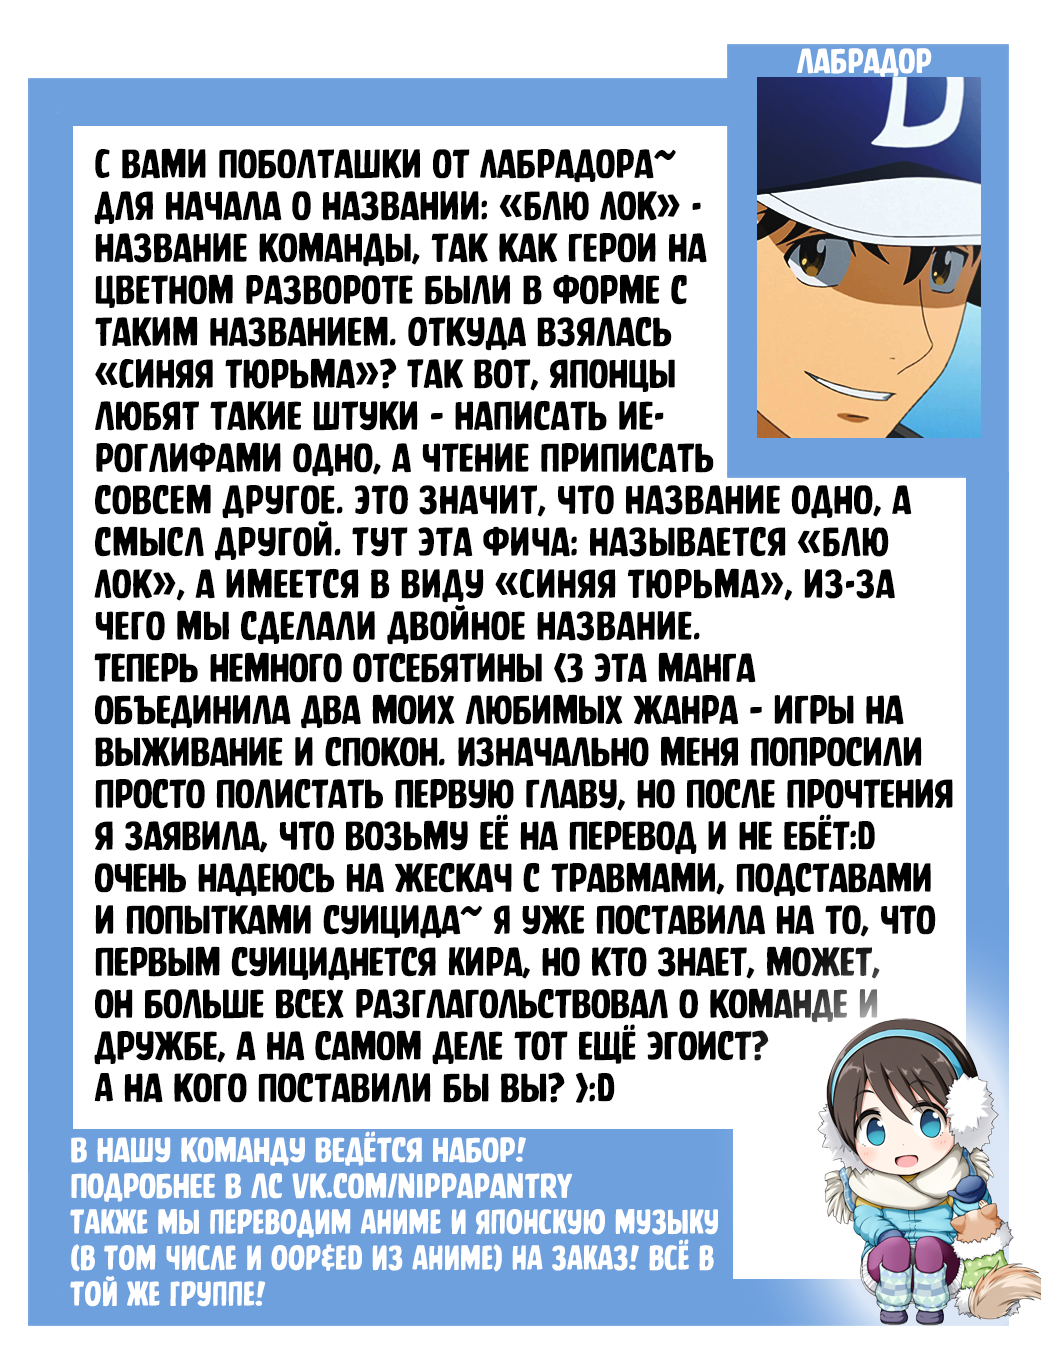 ЛАБРАДОР
С ВАМИ ПОБОЛТАШКИ ОТ ЛАБРАДОРА~
ДЛЯ НАЧАЛА О НАЗВАНИИ: «БЛЮ ЛОК» -
НАЗВАНИЕ КОМАНДЫ, ТАК КАК ГЕРОИ НА
ЦВЕТНОМ РАЗВОРОТЕ БЫЛИ В ФОРМЕ С
ТАКИМ НАЗВАНИЕМ. ОТКУДА ВЗЯЛАСЬ
«СИНЯЯ ТЮРЬМА»? ТАК ВОТ, ЯПОНЦЫ
ЛЮБЯТ ТАКИЕ ШТУКИ - НАПИСАТЬ ИЕ-
РОГЛИФАМИ ОДНО, А ЧТЕНИЕ ПРИПИСАТЬ
СОВСЕМ ДРУГОЕ. ЭТО ЗНАЧИТ, ЧТО НАЗВАНИЕ ОДНО, А
СМЫСЛ ДРУГОЙ. ТУТ ЭТА ФИЧА: НАЗЫВАЕТСЯ «БЛЮ
ЛОК», А ИМЕЕТСЯ В ВИДУ «СИНЯЯ ТЮРЬМА», ИЗ-ЗА
ЧЕГО МЫ СДЕЛАЛИ ДВОЙНОЕ НАЗВАНИЕ.
ТЕПЕРЬ НЕМНОГО ОТСЕБЯТИНЫ <3 ЭТА МАНГА
ОБЪЕДИНИЛА ДВА МОИХ ЛЮБИМЫХ ЖАНРА - ИГРЫ НА
ВЫЖИВАНИЕ И СПОКОН. ИЗНАЧАЛЬНО МЕНЯ ПОПРОСИЛИ
ПРОСТО ПОЛИСТАТЬ ПЕРВУЮ ГЛАВУ, НО ПОСЛЕ ПРОЧТЕНИЯ
Я ЗАЯВИЛА, ЧТО ВОЗЬМУ ЕЁ НА ПЕРЕВОД И НЕ ЕБЁТ:D
ОЧЕНЬ НАДЕЮСЬ НА ЖЕСКАЧ С ТРАВМАМИ, ПОДСТАВАМИ
И ПОПЫТКАМИ СУИЦИДА~ Я УЖЕ ПОСТАВИЛА НА ТО, ЧТО
ПЕРВЫМ СУИЦИДНЕТСЯ КИРА, НО КТО ЗНАЕТ, МОЖЕТ,
ОН БОЛЬШЕ ВСЕХ РАЗГЛАГОЛЬСТВОВАЛ О КОМАНДЕ И
ДРУЖБЕ, А НА САМОМ ДЕЛЕ ТОТ ЕЩЁ ЭГОИСТ?
А НА КОГО ПОСТАВИЛИ БЫ ВЫ? >:D
В НАШУ КОМАНДУ ВЕДЁТСЯ НАБОР!
ПОДРОБНЕЕ В ЛС VK.COM/NIPPAPANTRY
ТАКЖЕ МЫ ПЕРЕВОДИМ АНИМЕ И ЯПОНСКУЮ МУЗЫКУ
(В ТОМ ЧИСЛЕ И OOP&ED ИЗ АНИМЕ) НА ЗАКАЗ! ВСЁ В
ТОЙ ЖЕ ГРУППЕ!